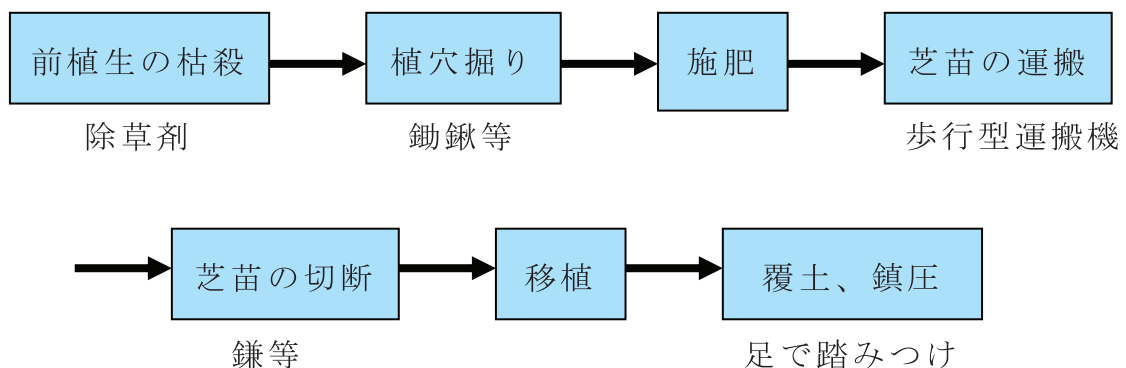 前植生の枯殺
植穴掘り
施肥
芝苗の運搬
除草剤
鋤鍬等
歩行型運搬機
芝苗の切断
移植
覆土、鎮圧
鎌等
足で踏みつけ